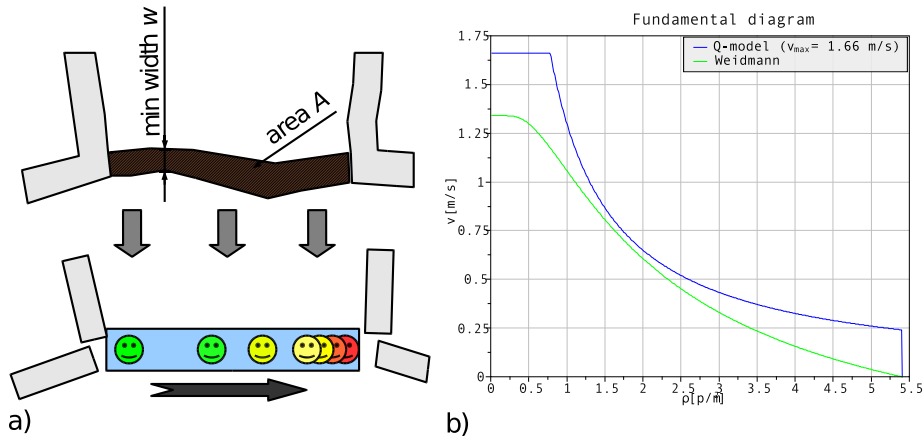 min width w
area A
a)
Fundamental diagram
Q-model (vmax= 1.66 m/s)
Weidmann
v[m/s]
1.75
1.5
1.25
1
0.75
0.5
0.25
0
0 0.5 1 1.5 2 2.5 3 3.5 4 4.5 5 5.5
b)